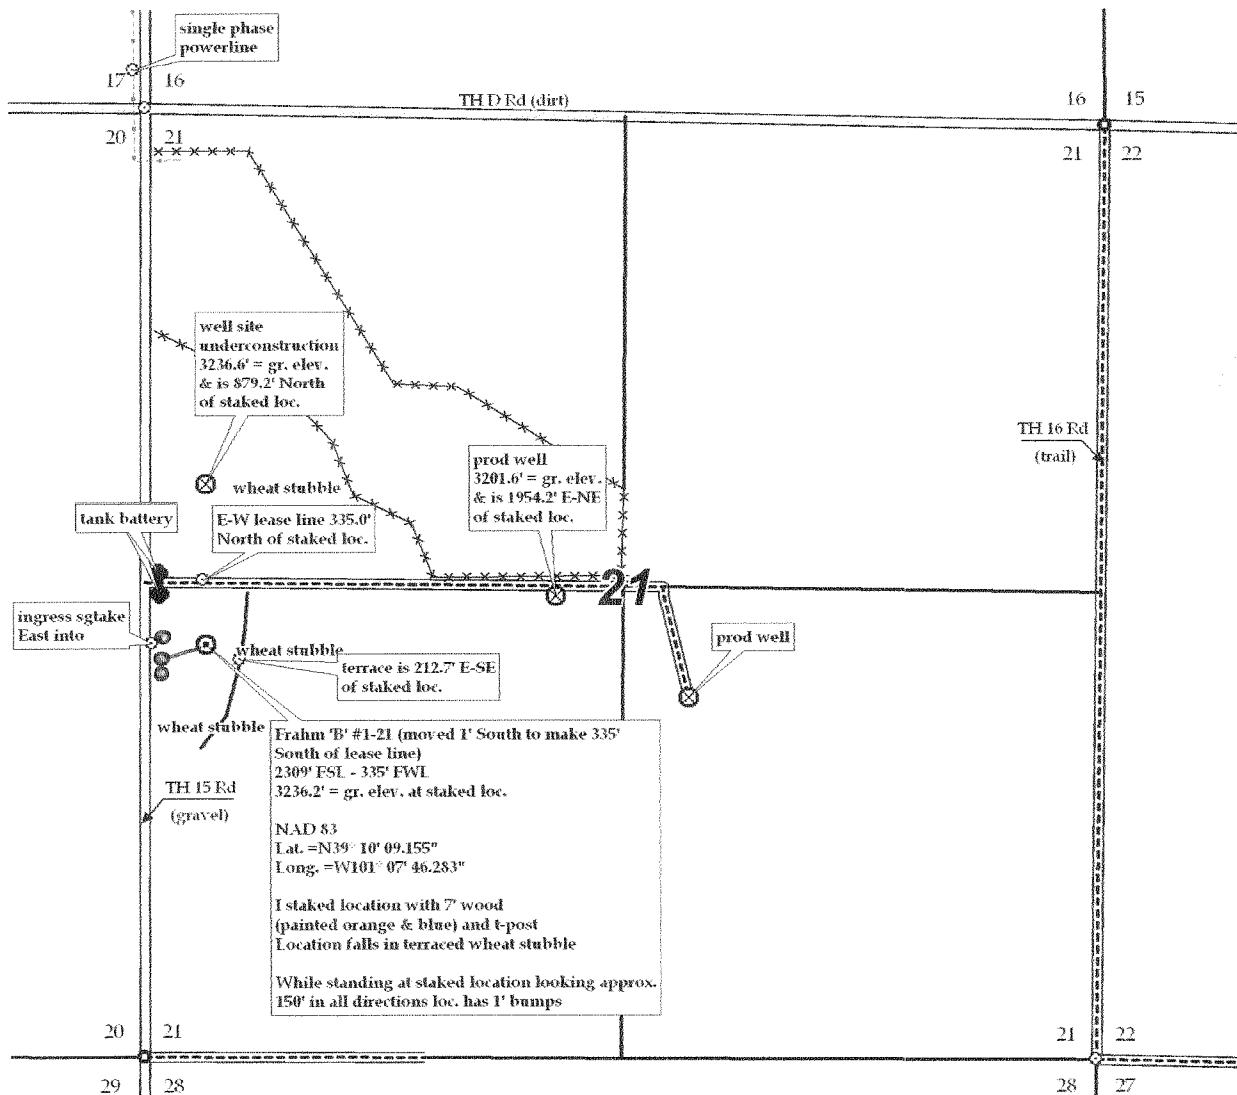 single phase
powerline
17 16
TH D Rd (dirt)
16 15
20 21
21 22
well site
underconstruction
3236.6' = gr. elev.
& is 879.2' North
of staked loc.
TH 16 Rd
(trail)
prod well
3201.6' = gr. elev.
& is 1954.2' E-NE
of staked loc.
wheat stubble
tank battery
E-W lease line 335.0'
North of staked loc.
21
ingress sgtake
East into
prod well
wheat stubble
terrace is 212.7' E-SE
of staked loc.
wheat stubble
Frahm 'B' #1-21 (moved 1' South to make 335'
South of lease line)
2309' FSL - 335' FWL
3236.2' = gr. elev. at staked loc.
TH 15 Rd
(gravel)
NAD 83
Lat. =N39° 10' 09.155"
Long. =W101° 07' 46.283"
I staked location with 7' wood
(painted orange & blue) and t-post
Location falls in terraced wheat stubble
While standing at staked location looking approx.
150' in all directions loc. has 1' bumps
20 21
21 22
29 28
28 27